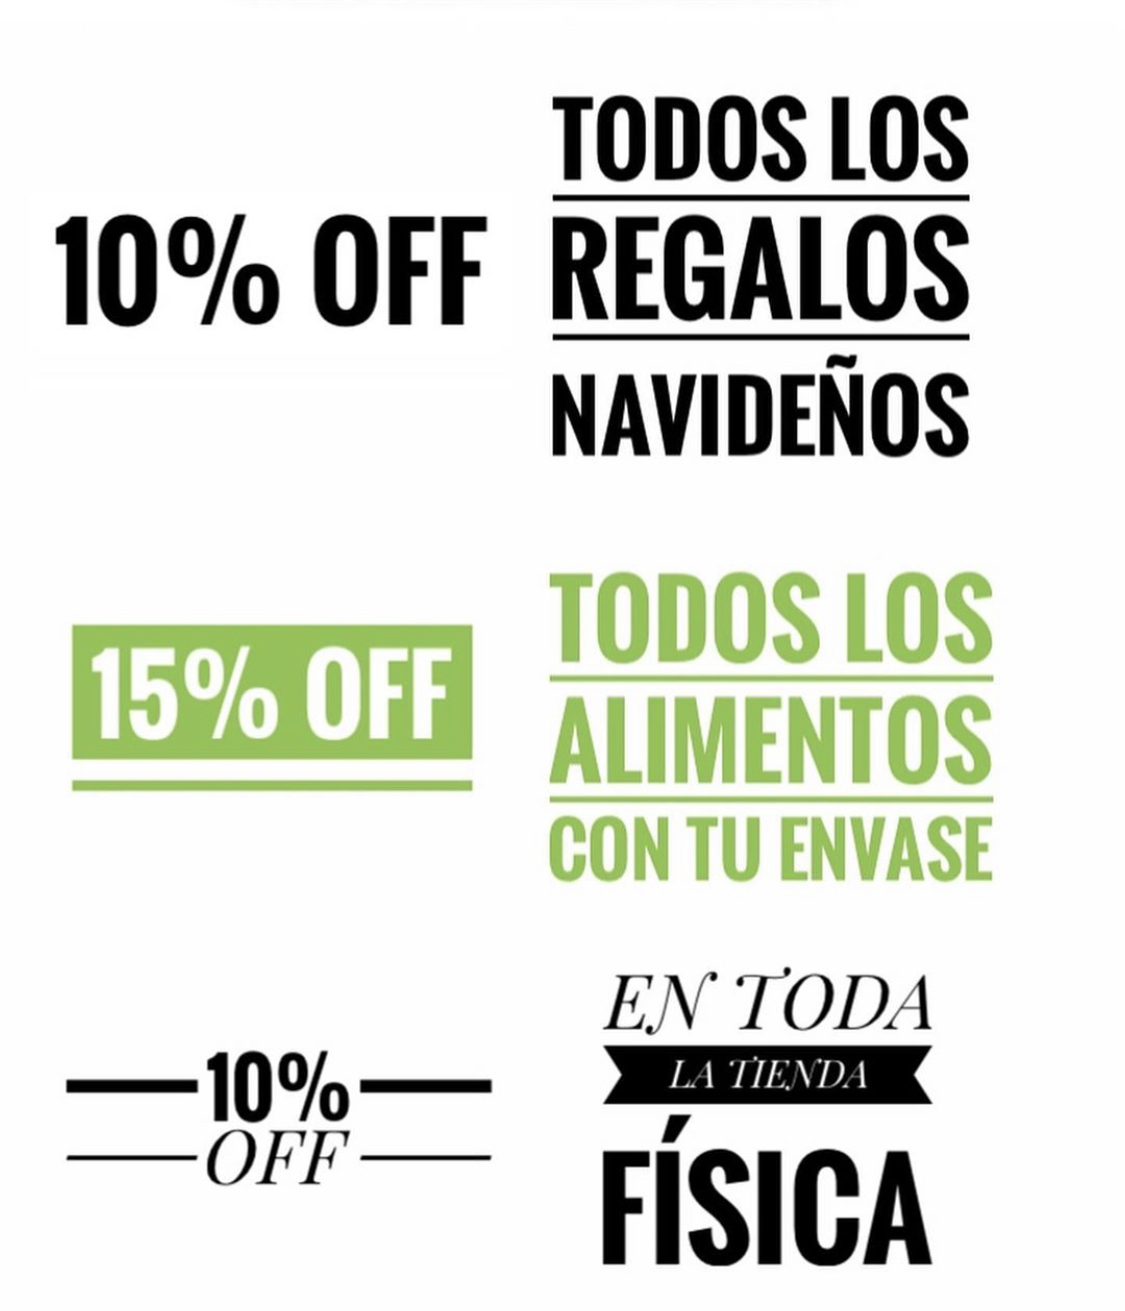 10% OFF
TODOS LOS
REGALOS
NAVIDEÑOS
15% OFF
TODOS LOS
ALIMENTOS
CON TU ENVASE
10%
OFF
EN TODA
LA TIENDA
FÍSICA